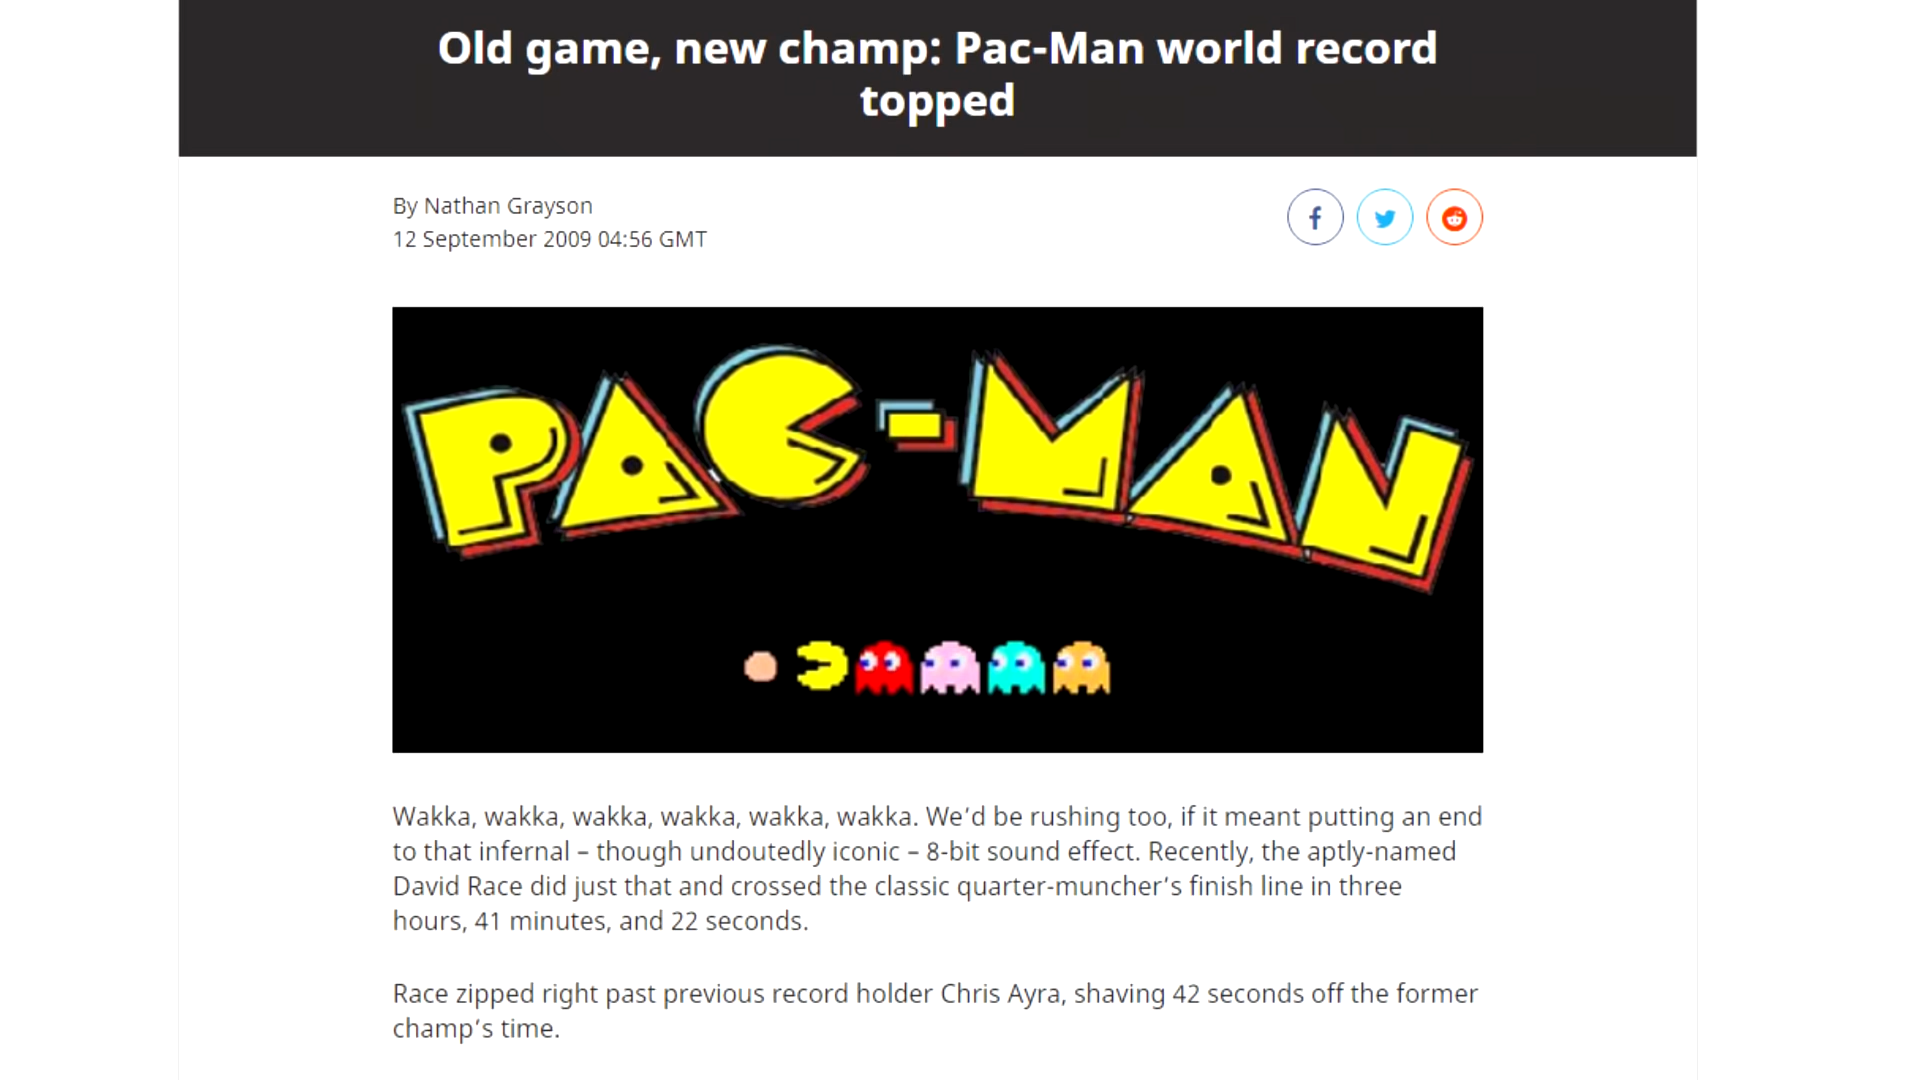 Old game, new champ: Pac-Man world record
topped
By Nathan Grayson
12 September 2009 04:56 GMT
PAC-MAN
Wakka, wakka, wakka, wakka, wakka, wakka. We’d be rushing too, if it meant putting an end
to that infernal – though undoutedly iconic – 8-bit sound effect. Recently, the aptly-named
David Race did just that and crossed the classic quarter-muncher’s finish line in three
hours, 41 minutes, and 22 seconds.
Race zipped right past previous record holder Chris Ayra, shaving 42 seconds off the former
champ’s time.